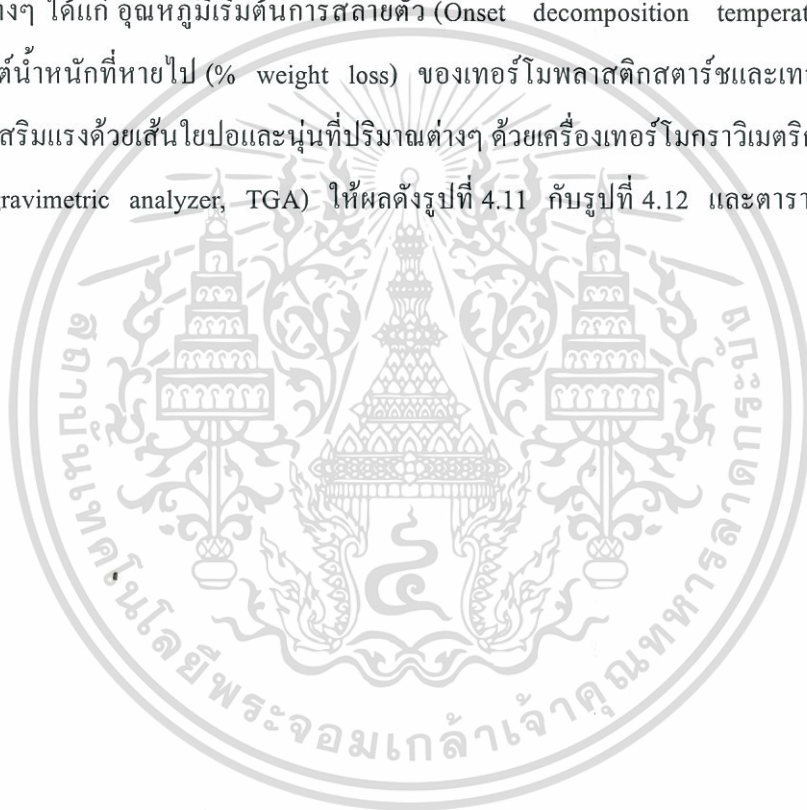 างๆ ได้แก่ อุณหภูมิเริ่มต้นการสลายตัว (Onset decomposition temperat
ต์น้ำหนักที่หายไป (% weight loss) ของเทอร์โมพลาสติกสตาร์ชและเทอ
สริมแรงด้วยเส้นใยปอและนุ่นที่ปริมาณต่างๆ ด้วยเครื่องเทอร์โมกราวิเมตริก
gravimetric analyzer, TGA) ให้ผลดังรูปที่ 4.11 กับรูปที่ 4.12 และตารา
สถาบันเทคโนโลยีพระจอมเกล้าเจ้าคุณทหารลาดกระบัง